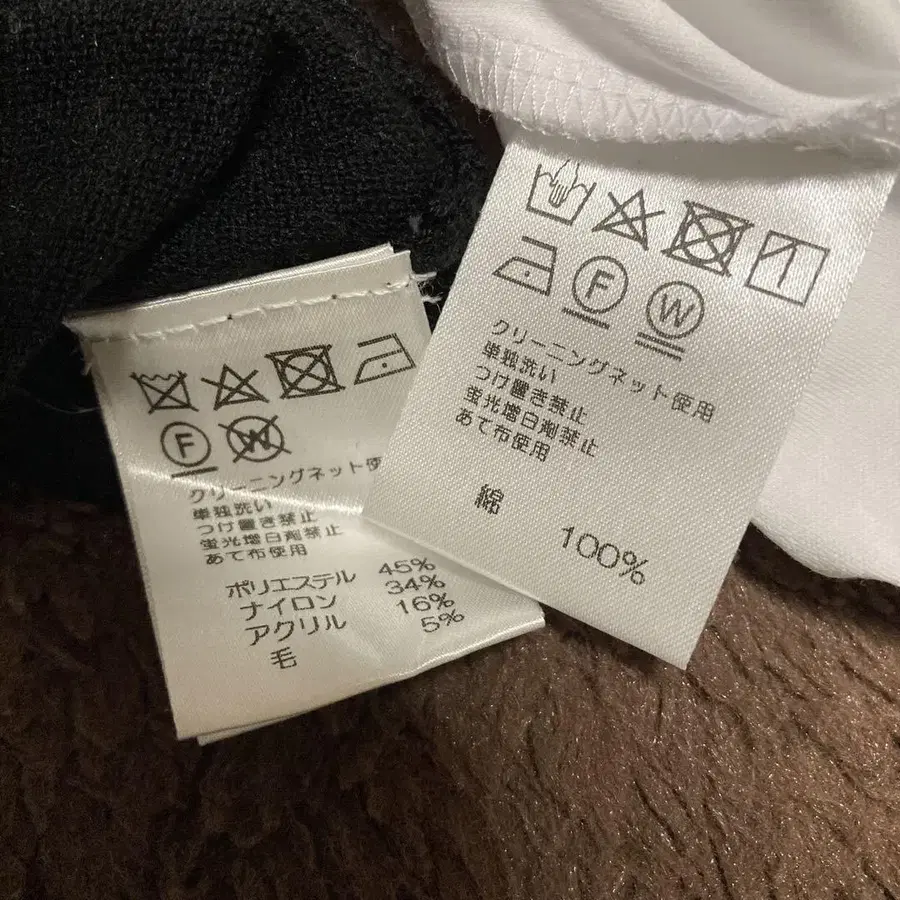 F
W
クリーニングネット使
単独洗い
つけ置き禁止
蛍光増白剤禁止
あて布使用
ポリエステル 45%
ナイロン 34%
アクリル 16%
毛 5%
F
W
クリーニングネット使用
単独洗い
つけ置き禁止
蛍光増白剤禁止
あて布使用
綿 100%